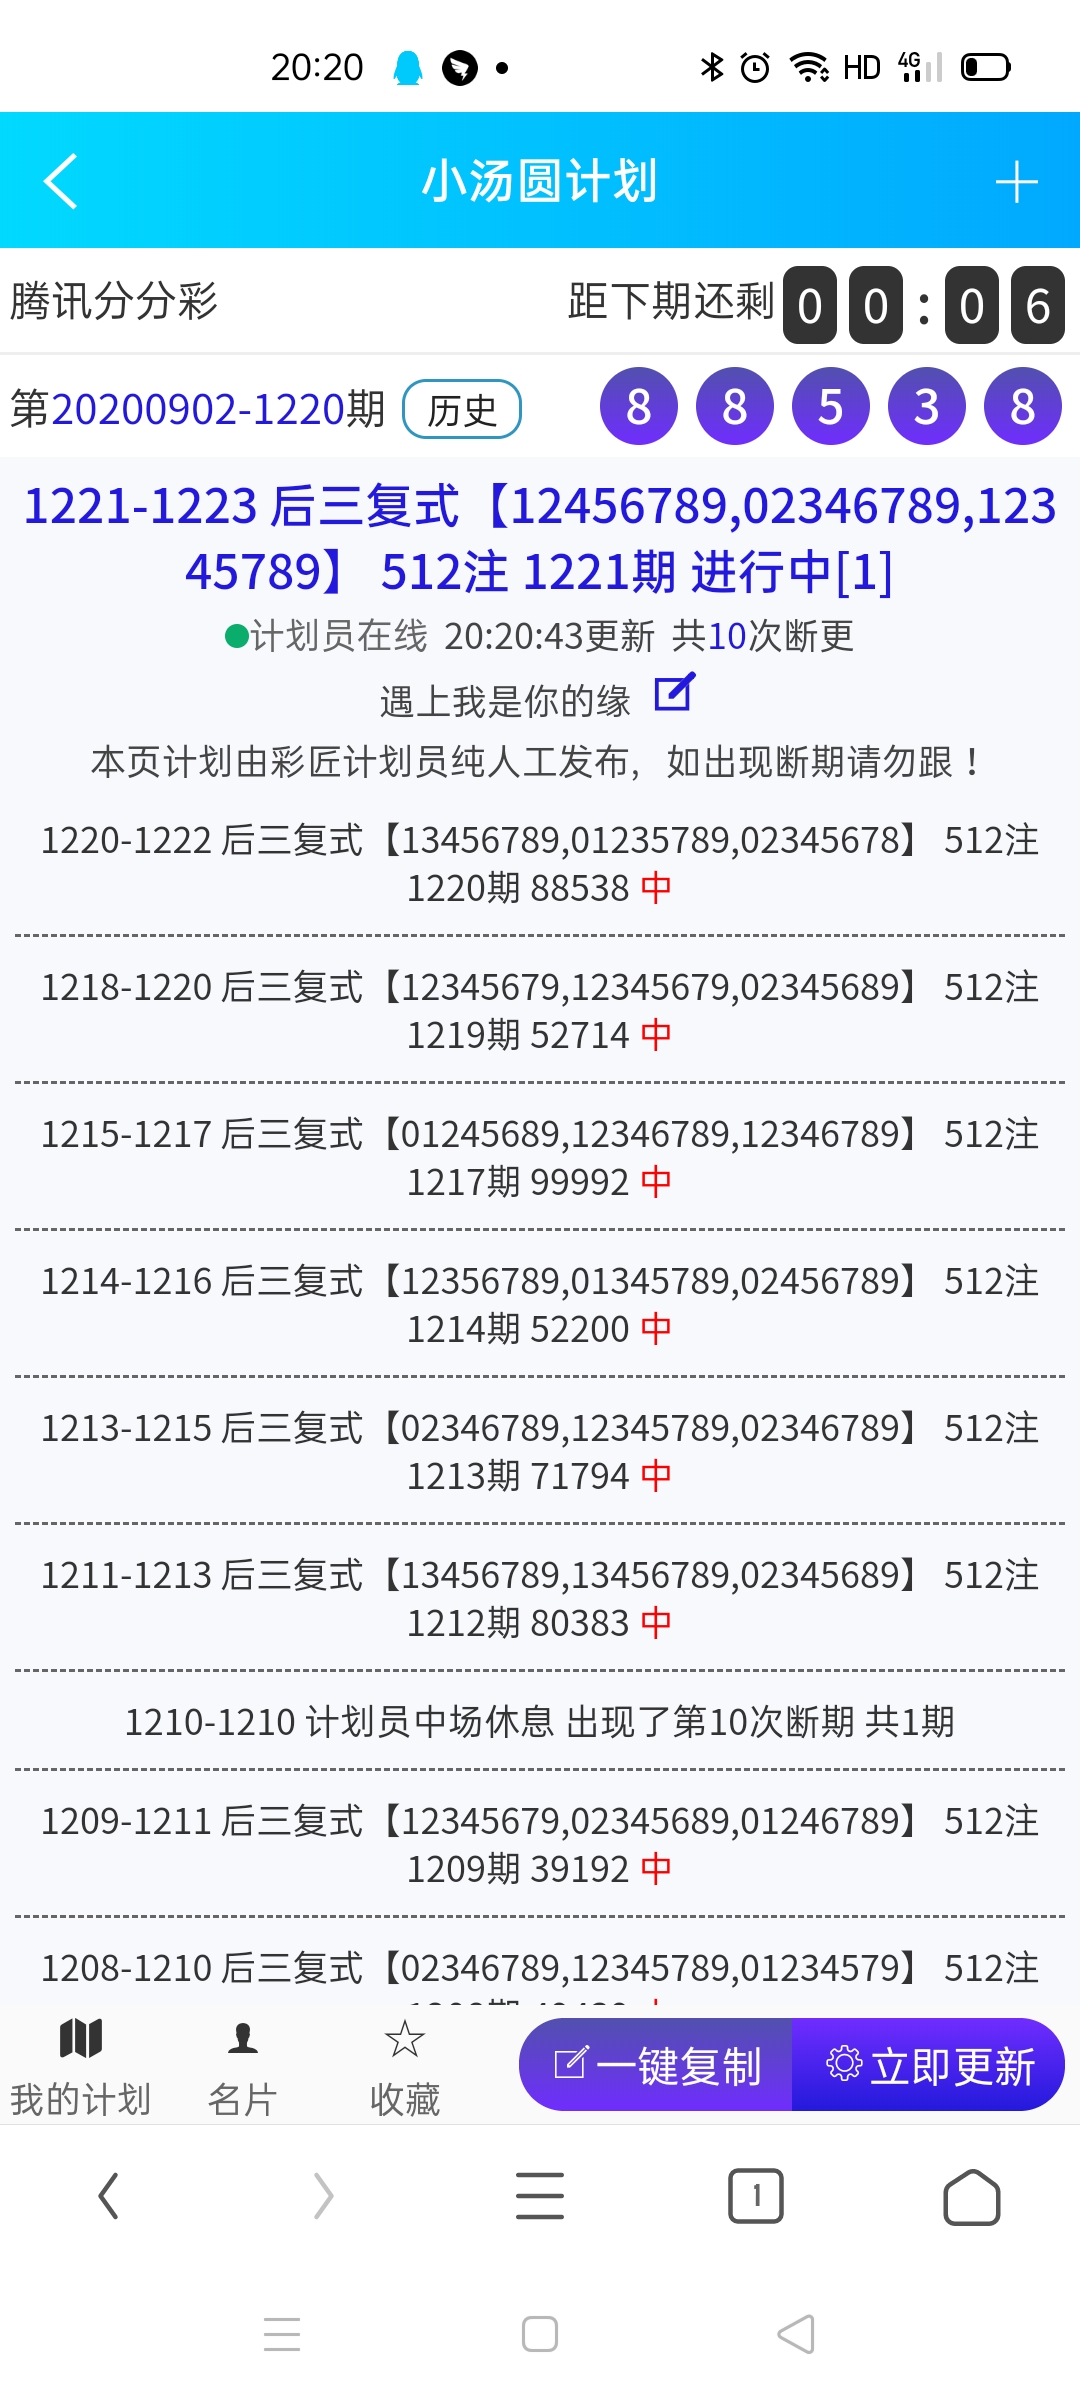 20:20
HD 4G
小汤圆计划
腾讯分分彩 距下期还剩 0 0 : 0 6
第20200902-1220期 历史 8 8 5 3 8
1221-1223 后三复式【12456789,02346789,123
45789】 512注 1221期 进行中[1]
计划员在线 20:20:43更新 共10次断更
遇上我是你的缘
本页计划由彩匠计划员纯人工发布，如出现断期请勿跟！
1220-1222 后三复式【13456789,01235789,02345678】 512注
1220期 88538 中
1218-1220 后三复式【12345679,12345679,02345689】 512注
1219期 52714 中
1215-1217 后三复式【01245689,12346789,12346789】 512注
1217期 99992 中
1214-1216 后三复式【12356789,01345789,02456789】 512注
1214期 52200 中
1213-1215 后三复式【02346789,12345789,02346789】 512注
1213期 71794 中
1211-1213 后三复式【13456789,13456789,02345689】 512注
1212期 80383 中
1210-1210 计划员中场休息 出现了第10次断期 共1期
1209-1211 后三复式【12345679,02345689,01246789】 512注
1209期 39192 中
1208-1210 后三复式【02346789,12345789,01234579】 512注
我的计划 名片 收藏 一键复制 立即更新
1